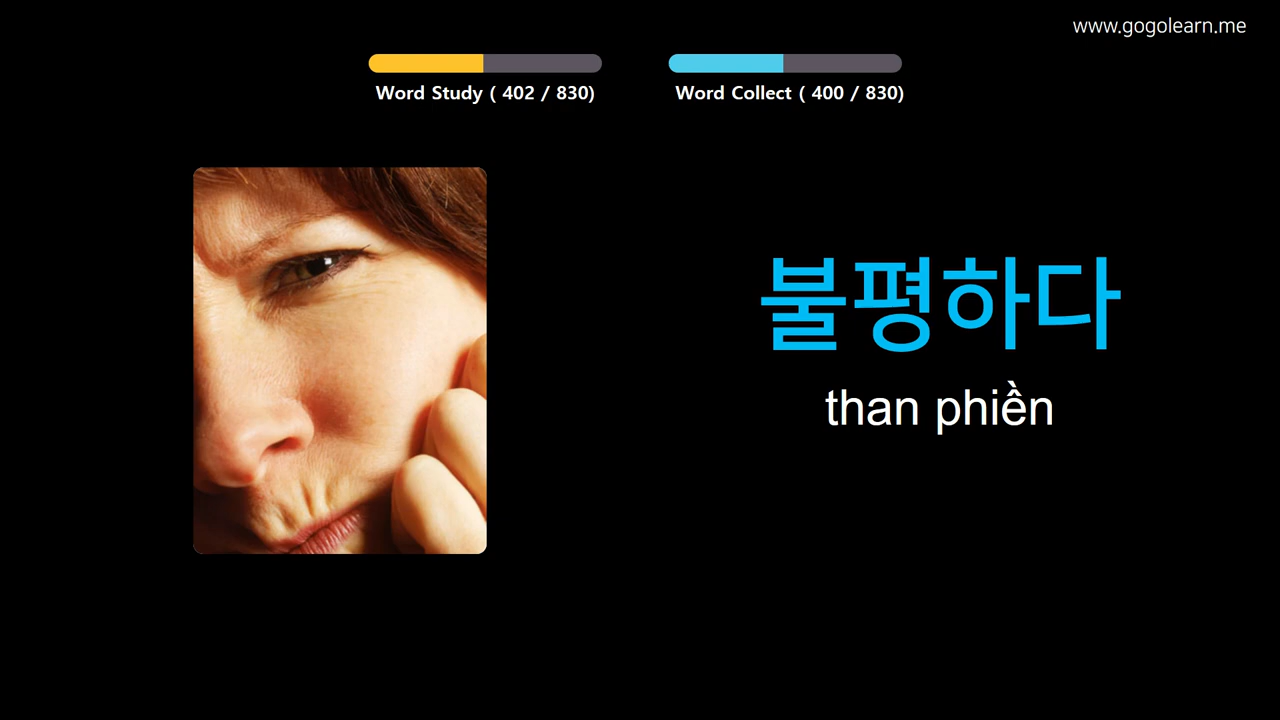 www.gogolearn.me
Word Study ( 402 / 830)
Word Collect ( 400 / 830)
불평하다
than phiền